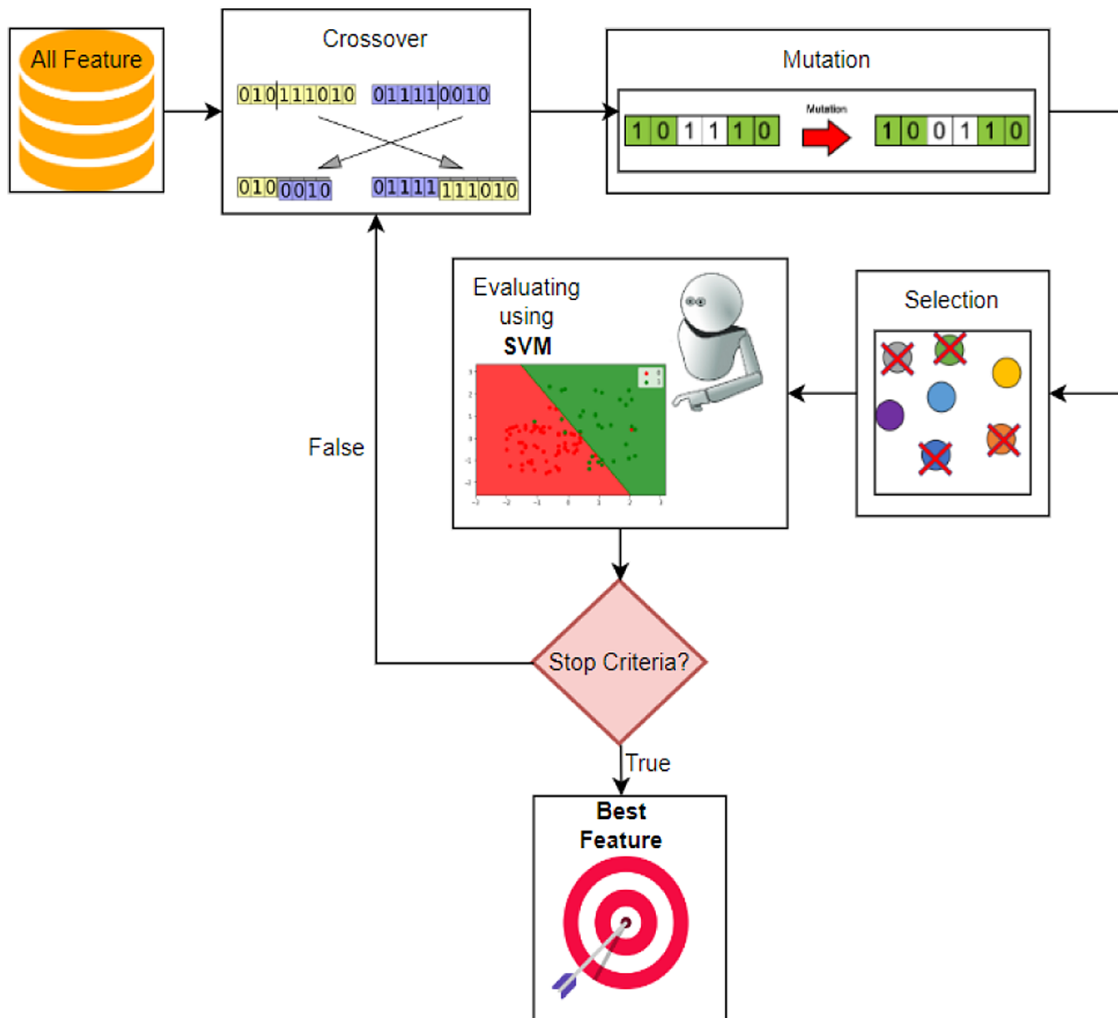 All Feature
Crossover
010111010
011110010
010 0010
01111 111010
Mutation
Mutation
1 0 1 1 1 0
1 0 0 1 1 0
Selection
Evaluating
using
SVM
False
Stop Criteria?
True
Best
Feature